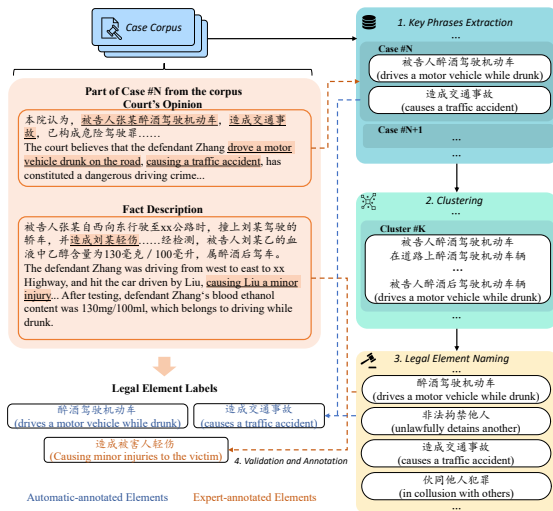 Case Corpus
Part of Case #N from the corpus
Court's Opinion
本院认为，被告人张某醉酒驾驶机动车，造成交通事
故，已构成危险驾驶罪……
The court believes that the defendant Zhang drove a motor
vehicle drunk on the road, causing a traffic accident, has
constituted a dangerous driving crime...
Fact Description
被告人张某自西向东行驶至xx公路时，撞上刘某驾驶的
轿车，并造成刘某轻伤……经检测，被告人刘某乙的血
液中乙醇含量为130毫克／100毫升，属醉酒后驾车。
The defendant Zhang was driving from west to east to xx
Highway, and hit the car driven by Liu, causing Liu a minor
injury... After testing, defendant Zhang's blood ethanol
content was 130mg/100ml, which belongs to driving while
drunk.
Legal Element Labels
醉酒驾驶机动车
(drives a motor vehicle while drunk)
造成交通事故
(causes a traffic accident)
造成被害人轻伤
(Causing minor injuries to the victim)
4. Validation and Annotation
Automatic-annotated Elements
Expert-annotated Elements
1. Key Phrases Extraction
...
Case #N
被告人醉酒驾驶机动车
(drives a motor vehicle while drunk)
造成交通事故
(causes a traffic accident)
Case #N+1
...
2. Clustering
...
Cluster #K
被告人醉酒驾驶机动车
在道路上醉酒驾驶机动车辆
...
被告人醉酒后驾驶机动车辆
(drives a motor vehicle while drunk)
...
3. Legal Element Naming
...
醉酒驾驶机动车
(drives a motor vehicle while drunk)
非法拘禁他人
(unlawfully detains another)
造成交通事故
(causes a traffic accident)
伙同他人犯罪
(in collusion with others)
...